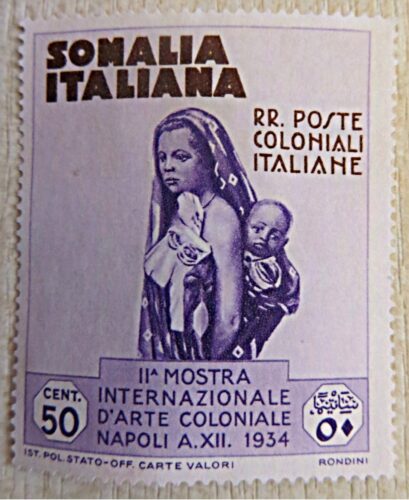 SOMALIA
ITALIANA
RR. POSTE
COLONIALI
ITALIANE
IIᴬ MOSTRA
INTERNAZIONALE
D'ARTE COLONIALE
NAPOLI A.XII. 1934
CENT.
50
٥٠
IST. POL. STATO-OFF. CARTE VALORI
RONDINI